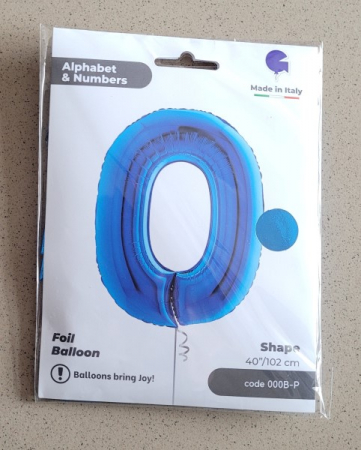 Alphabet
& Numbers
Made in Italy
Foil
Balloon
Balloons bring Joy!
Shape
40"/102 cm
code 000B-P